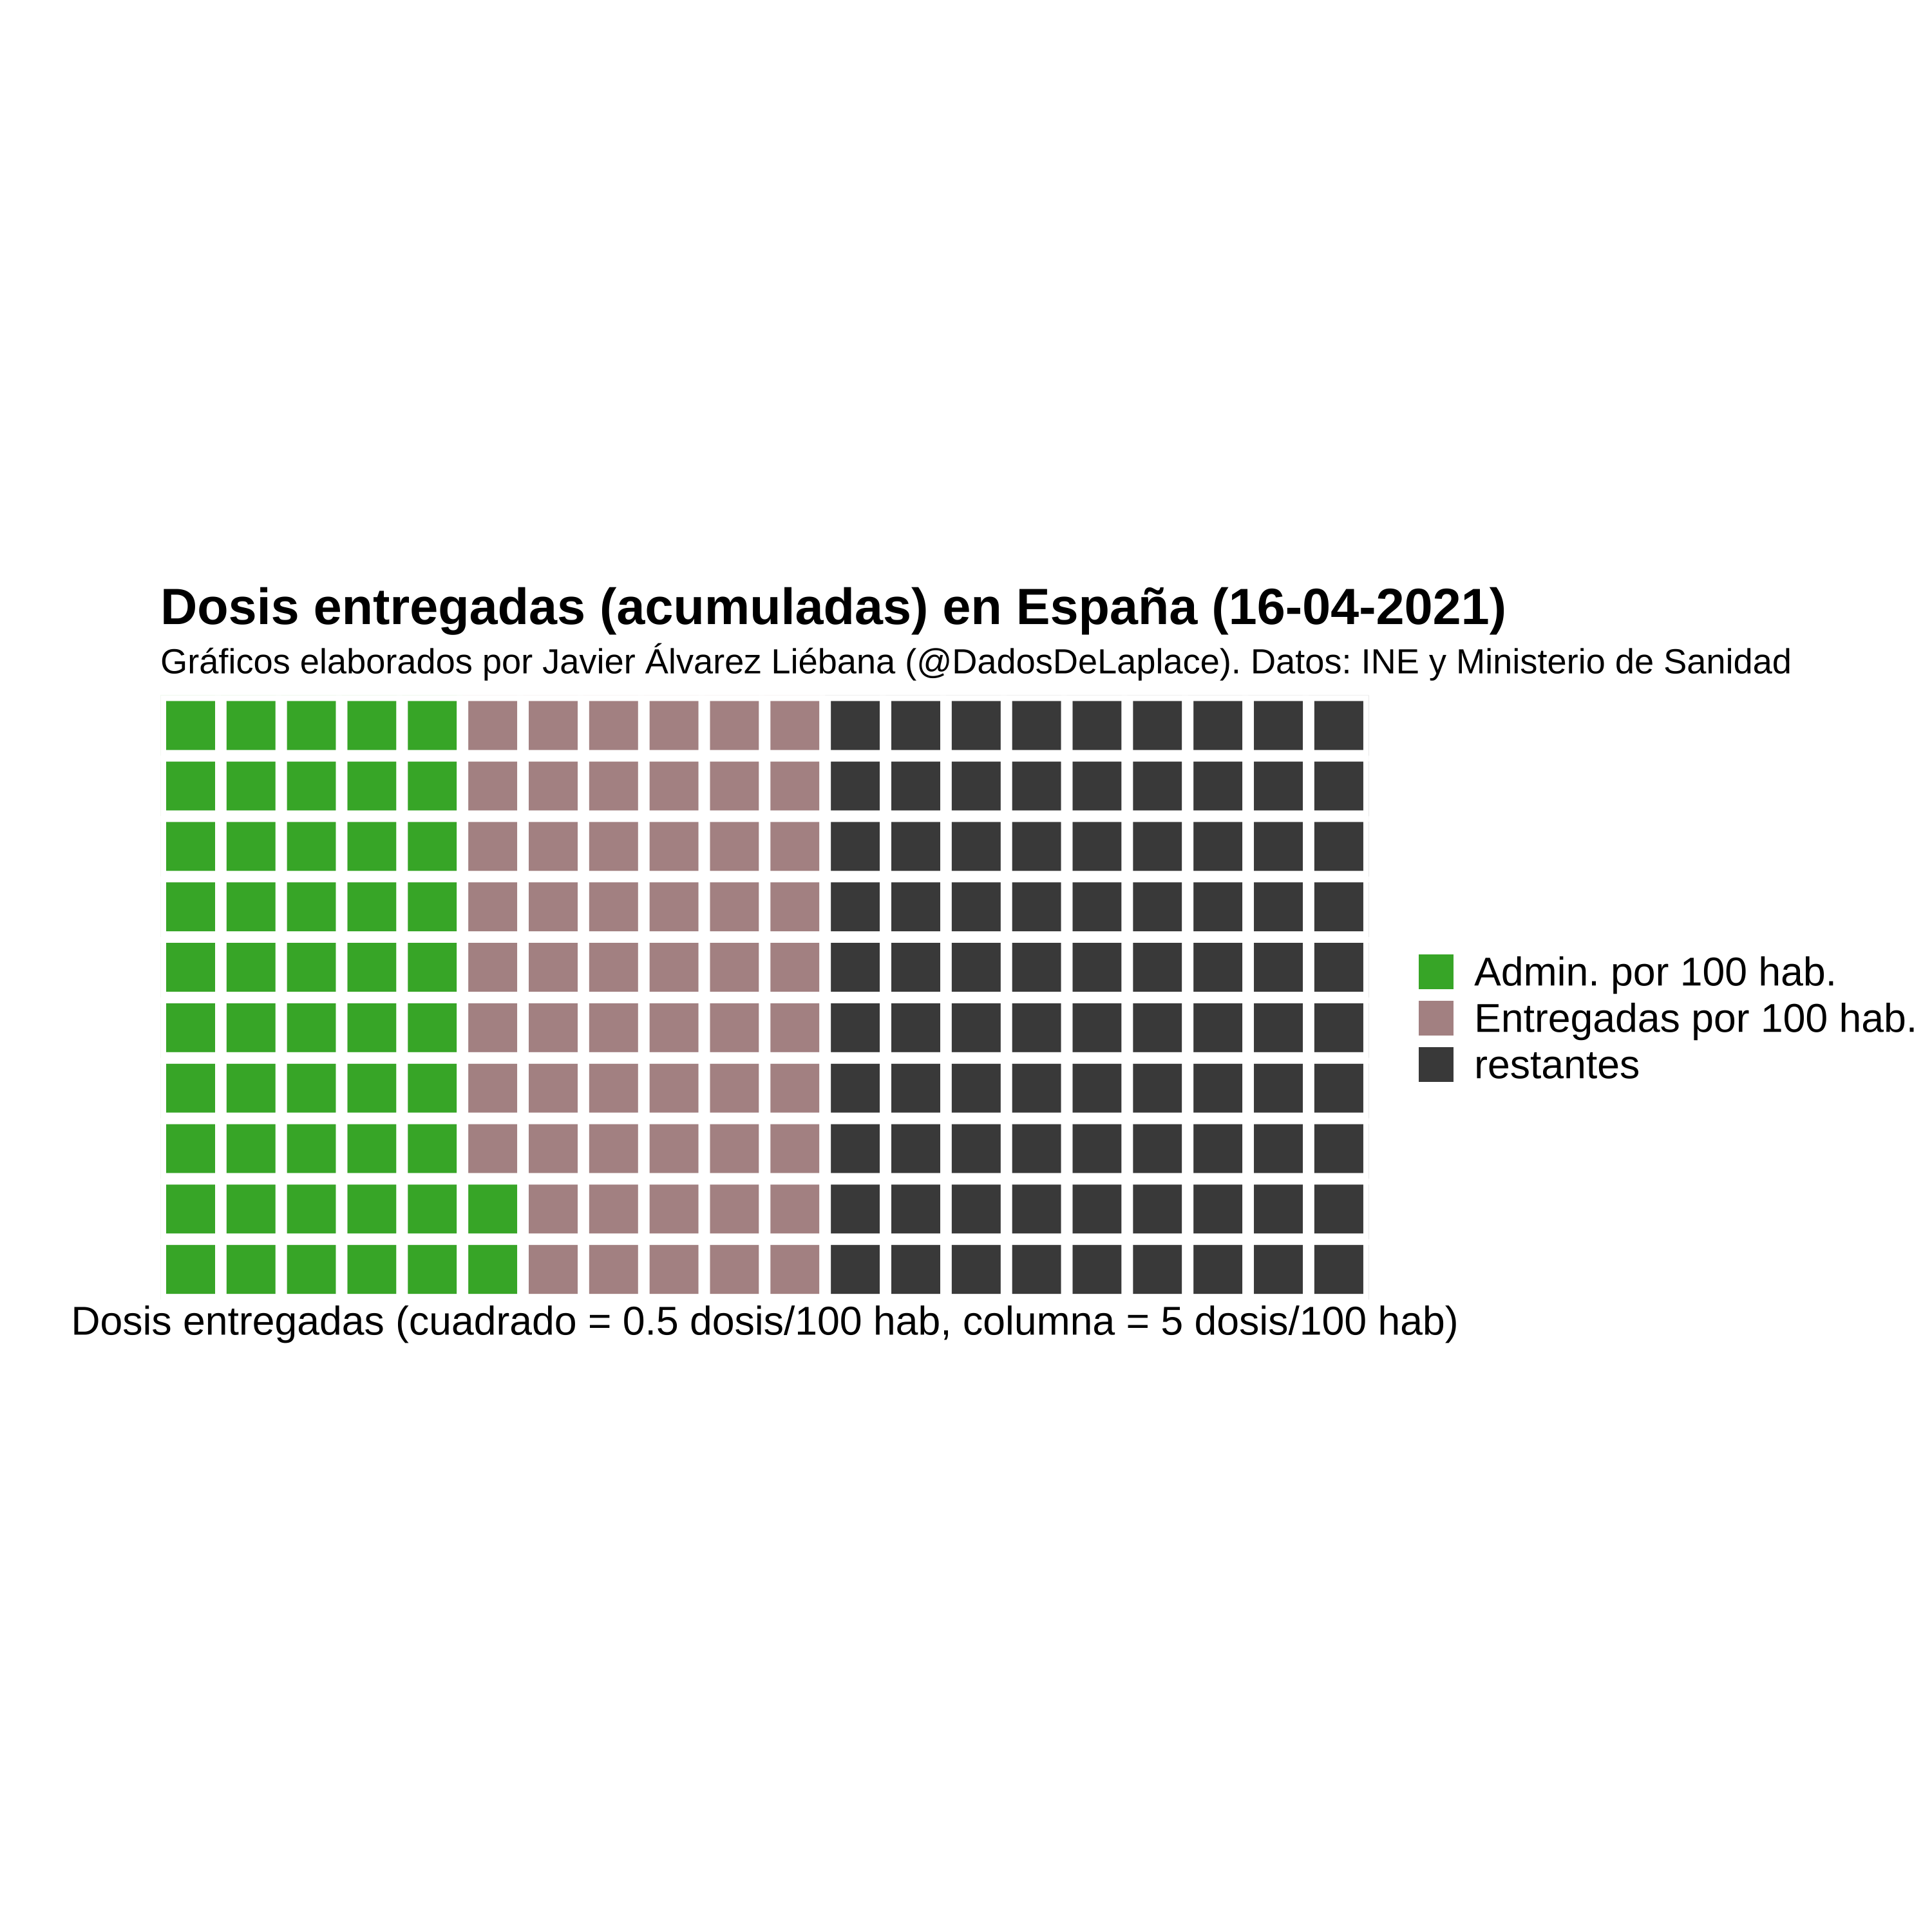 Dosis entregadas (acumuladas) en España (16-04-2021)
Gráficos elaborados por Javier Álvarez Liébana (@DadosDeLaplace). Datos: INE y Ministerio de Sanidad
Admin. por 100 hab.
Entregadas por 100 hab.
restantes
Dosis entregadas (cuadrado = 0.5 dosis/100 hab, columna = 5 dosis/100 hab)